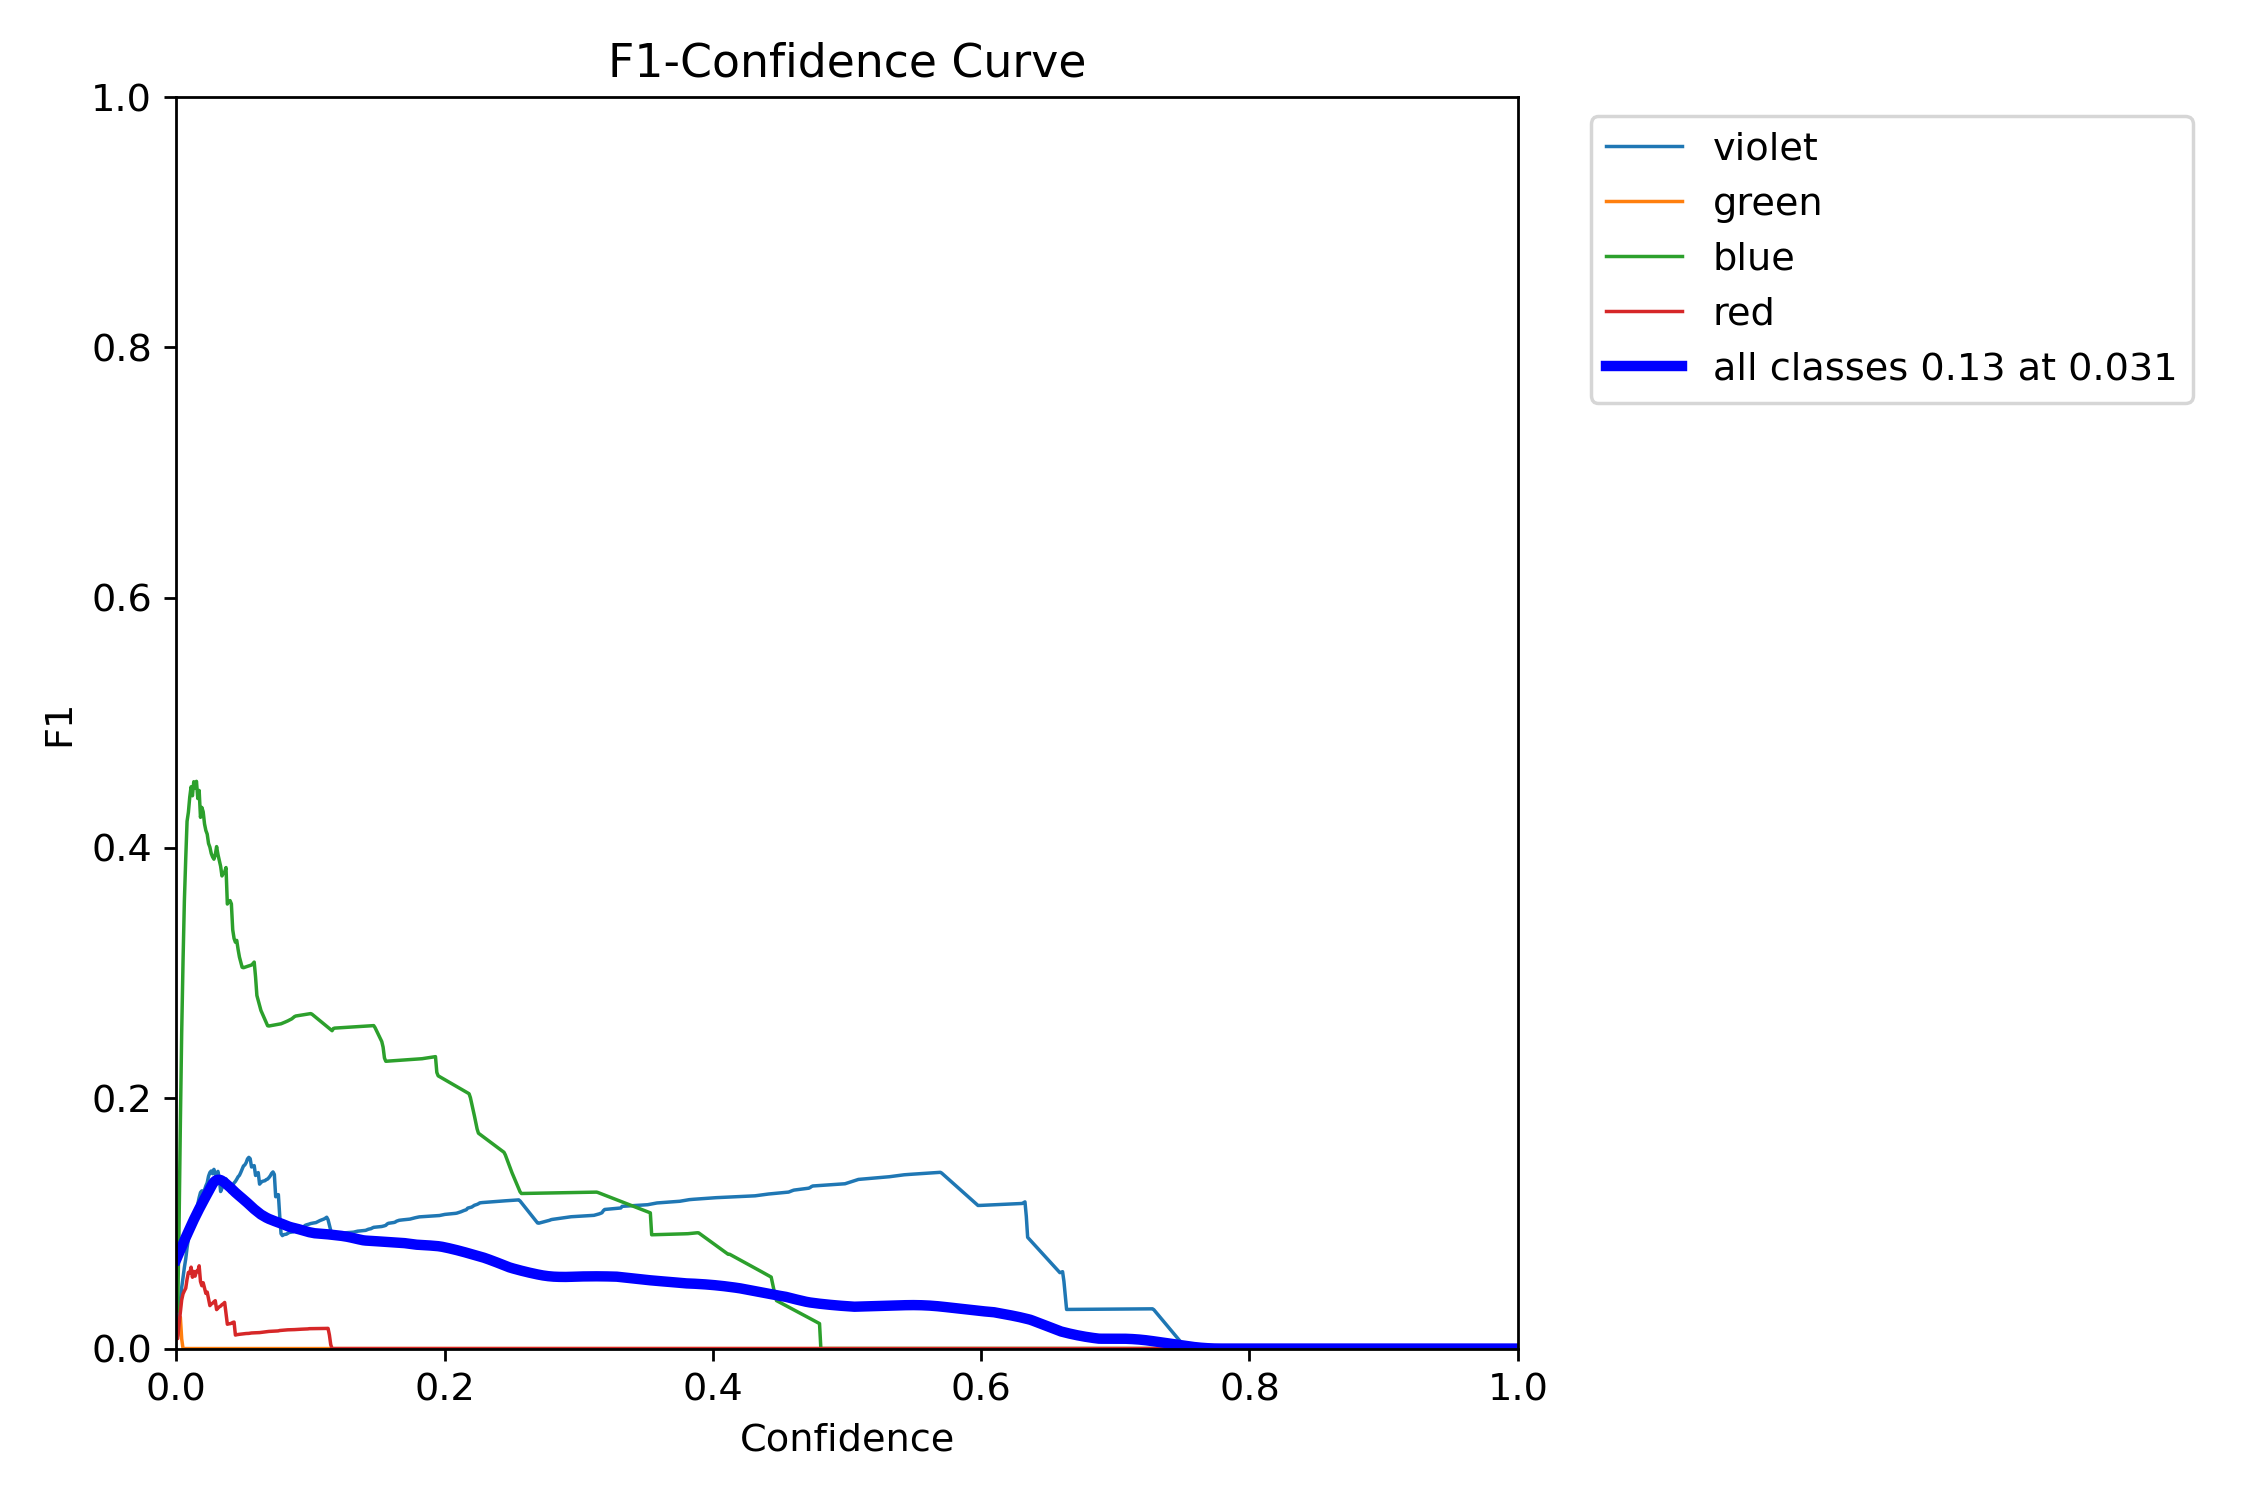 F1-Confidence Curve
1.0
0.8
0.6
0.4
0.2
0.0
F1
0.0 0.2 0.4 0.6 0.8 1.0
Confidence
violet
green
blue
red
all classes 0.13 at 0.031